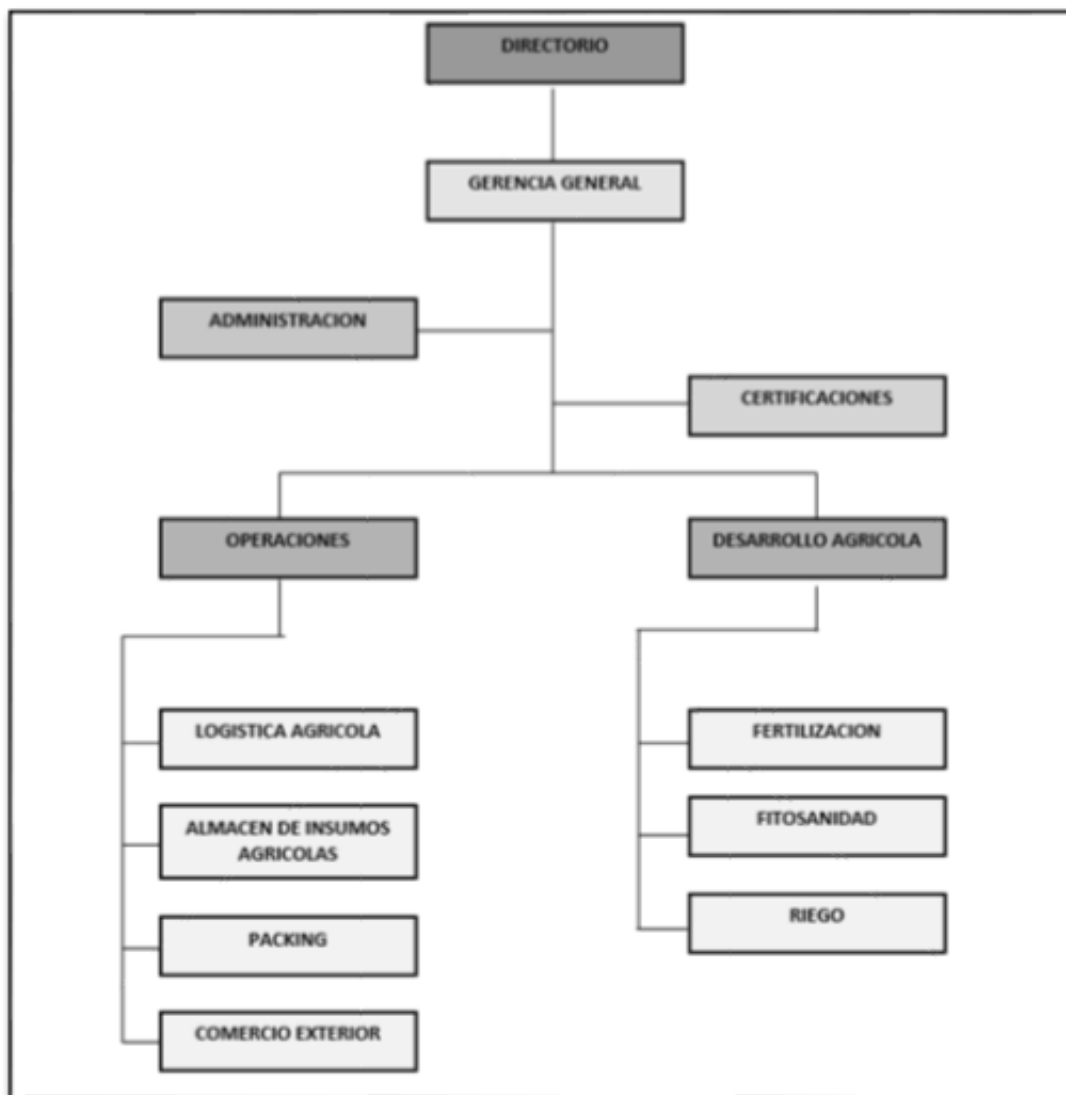 DIRECTORIO
GERENCIA GENERAL
ADMINISTRACION
CERTIFICACIONES
OPERACIONES
DESARROLLO AGRICOLA
LOGISTICA AGRICOLA
ALMACEN DE INSUMOS
AGRICOLAS
PACKING
COMERCIO EXTERIOR
FERTILIZACION
FITOSANIDAD
RIEGO